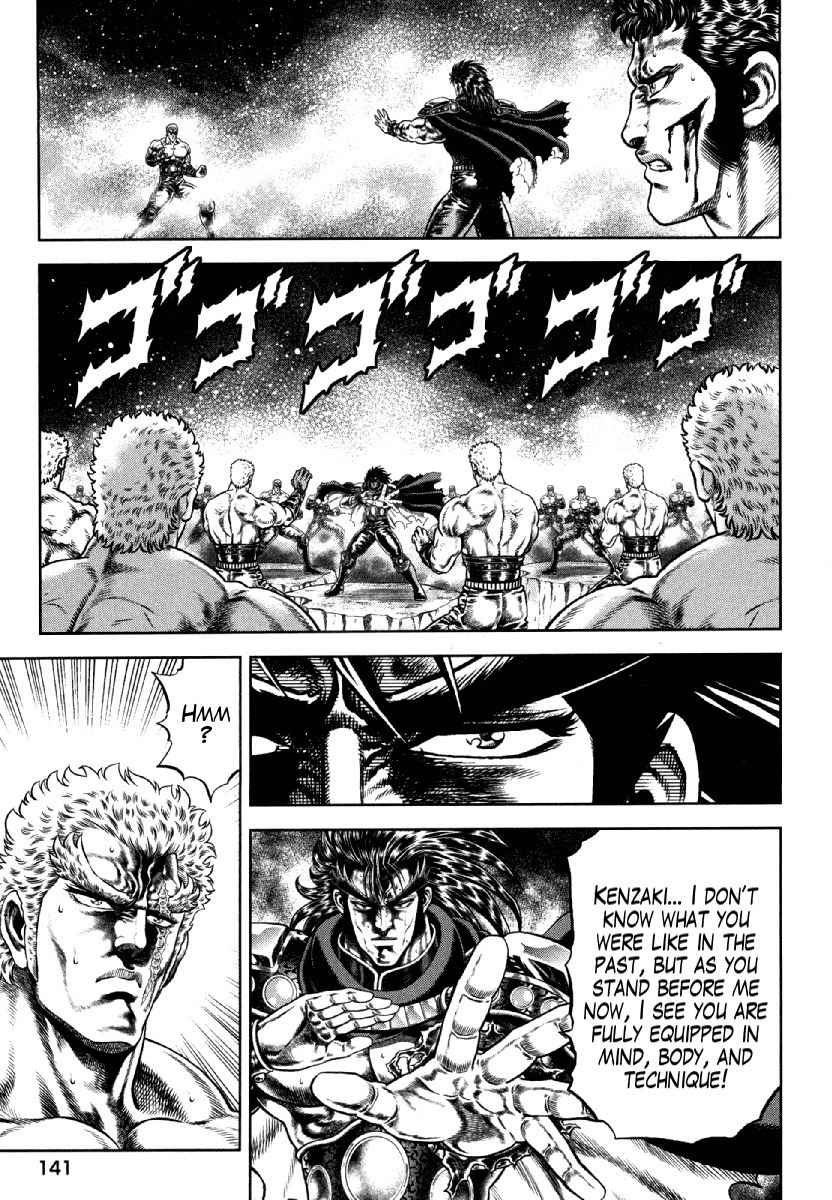 ゴゴゴゴゴゴ
HMM
?
KENZAKI... I DON'T
KNOW WHAT YOU
WERE LIKE IN THE
PAST, BUT AS YOU
STAND BEFORE ME
NOW, I SEE YOU ARE
FULLY EQUIPPED IN
MIND, BODY, AND
TECHNIQUE!
141